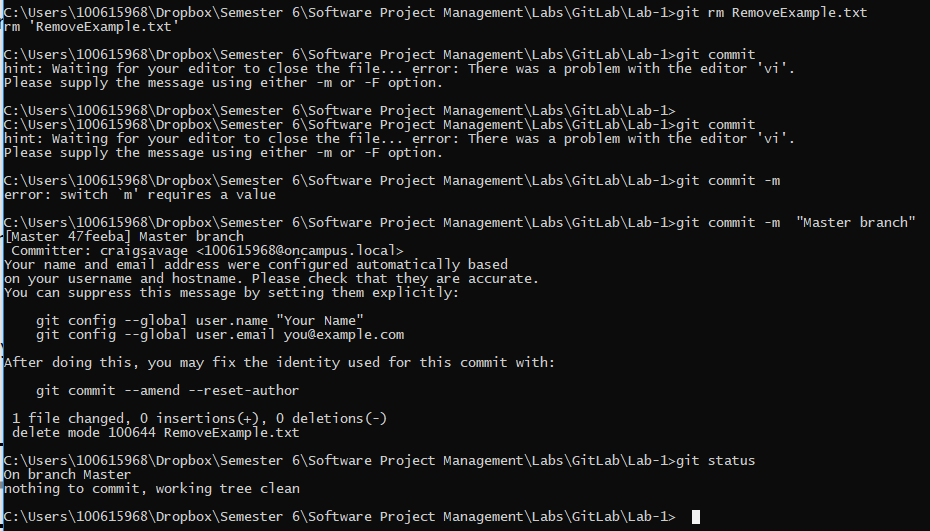 C:\Users\100615968\Dropbox\Semester 6\Software Project Management\Labs\GitLab\Lab-1>git rm RemoveExample.txt
rm 'RemoveExample.txt'
C:\Users\100615968\Dropbox\Semester 6\Software Project Management\Labs\GitLab\Lab-1>git commit
hint: Waiting for your editor to close the file... error: There was a problem with the editor 'vi'.
Please supply the message using either -m or -F option.
C:\Users\100615968\Dropbox\Semester 6\Software Project Management\Labs\GitLab\Lab-1>
C:\Users\100615968\Dropbox\Semester 6\Software Project Management\Labs\GitLab\Lab-1>git commit
hint: Waiting for your editor to close the file... error: There was a problem with the editor 'vi'.
Please supply the message using either -m or -F option.
C:\Users\100615968\Dropbox\Semester 6\Software Project Management\Labs\GitLab\Lab-1>git commit -m
error: switch `m' requires a value
C:\Users\100615968\Dropbox\Semester 6\Software Project Management\Labs\GitLab\Lab-1>git commit -m  "Master branch"
[Master 47feeba] Master branch
 Committer: craigsavage <100615968@oncampus.local>
Your name and email address were configured automatically based
on your username and hostname. Please check that they are accurate.
You can suppress this message by setting them explicitly:
    git config --global user.name "Your Name"
    git config --global user.email you@example.com
After doing this, you may fix the identity used for this commit with:
    git commit --amend --reset-author
 1 file changed, 0 insertions(+), 0 deletions(-)
 delete mode 100644 RemoveExample.txt
C:\Users\100615968\Dropbox\Semester 6\Software Project Management\Labs\GitLab\Lab-1>git status
On branch Master
nothing to commit, working tree clean
C:\Users\100615968\Dropbox\Semester 6\Software Project Management\Labs\GitLab\Lab-1>